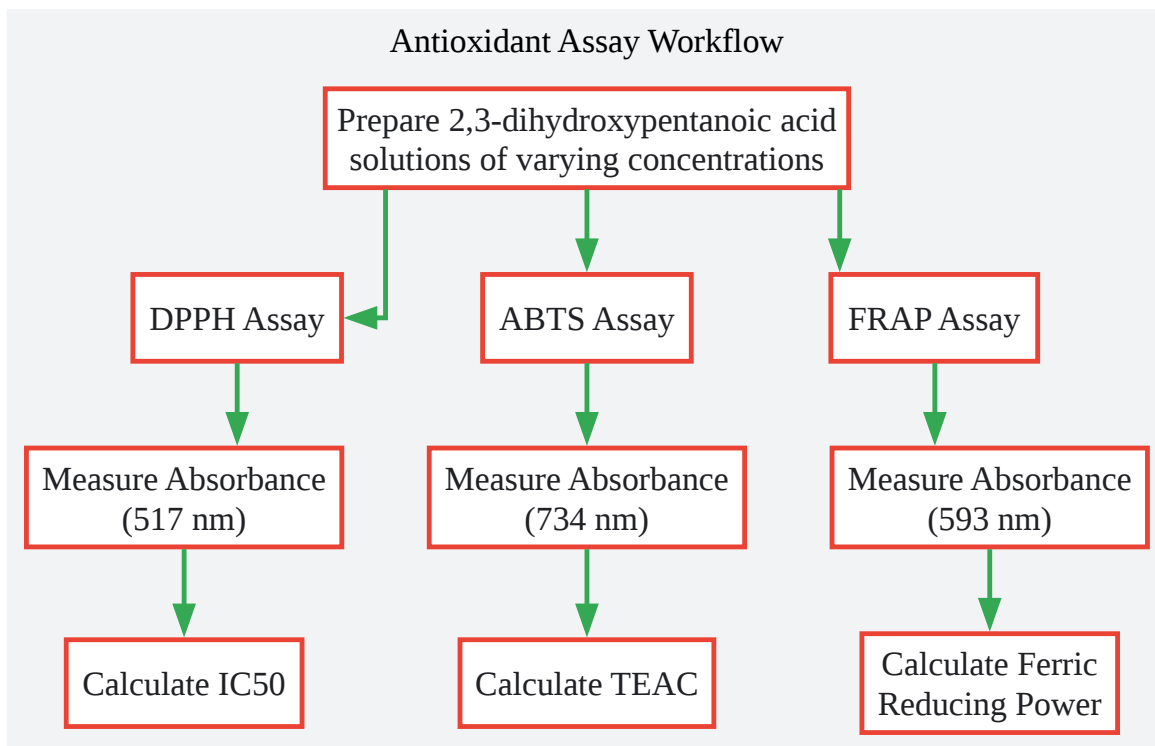 Antioxidant Assay Workflow
Prepare 2,3-dihydroxypentanoic acid
solutions of varying concentrations
DPPH Assay
ABTS Assay
FRAP Assay
Measure Absorbance
(517 nm)
Measure Absorbance
(734 nm)
Measure Absorbance
(593 nm)
Calculate IC50
Calculate TEAC
Calculate Ferric
Reducing Power